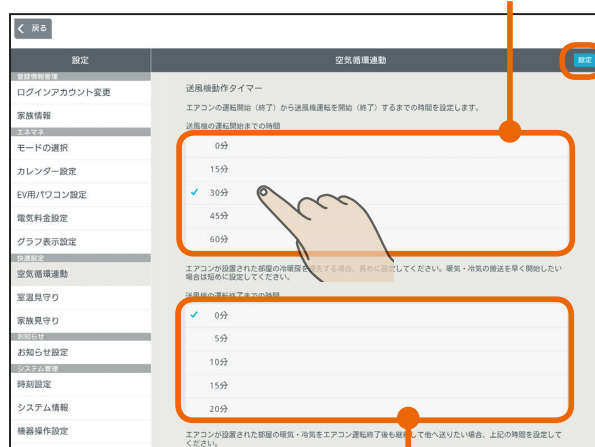 戻る
設定
空気循環連動
設定
登録情報管理
ログインアカウント変更
家族情報
エネマネ
モードの選択
カレンダー設定
EV用パワコン設定
電気料金設定
グラフ表示設定
快適設定
空気循環連動
室温見守り
家族見守り
お知らせ
お知らせ設定
システム管理
時刻設定
システム情報
機器操作設定
送風機動作タイマー
エアコンの運転開始（終了）から送風機運転を開始（終了）するまでの時間を設定します。
送風機の運転開始までの時間
0分
15分
30分
45分
60分
エアコンが設置された部屋の冷暖房を優先する場合、長めに設定してください。暖気・冷気の搬送を早く開始したい
場合は短めに設定してください。
送風機の運転終了までの時間
0分
5分
10分
15分
20分
エアコンが設置された部屋の暖気・冷気をエアコン運転終了後も継続して他へ送りたい場合、上記の時間を設定して
ください。